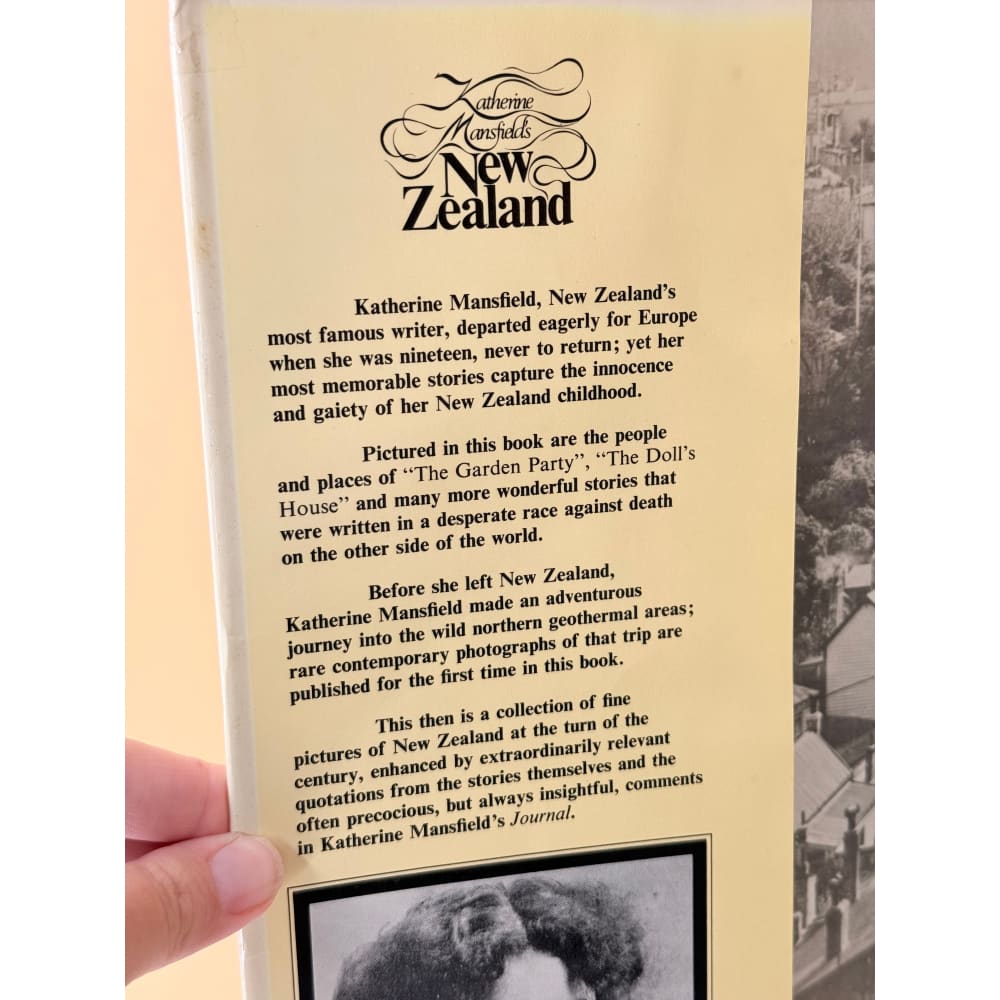 Katherine
Mansfield's
New
Zealand
Katherine Mansfield, New Zealand's
most famous writer, departed eagerly for Europe
when she was nineteen, never to return; yet her
most memorable stories capture the innocence
and gaiety of her New Zealand childhood.
Pictured in this book are the people
and places of “The Garden Party”, “The Doll's
House” and many more wonderful stories that
were written in a desperate race against death
on the other side of the world.
Before she left New Zealand,
Katherine Mansfield made an adventurous
journey into the wild northern geothermal areas;
rare contemporary photographs of that trip are
published for the first time in this book.
This then is a collection of fine
pictures of New Zealand at the turn of the
century, enhanced by extraordinarily relevant
quotations from the stories themselves and the
often precocious, but always insightful, comments
in Katherine Mansfield's Journal.